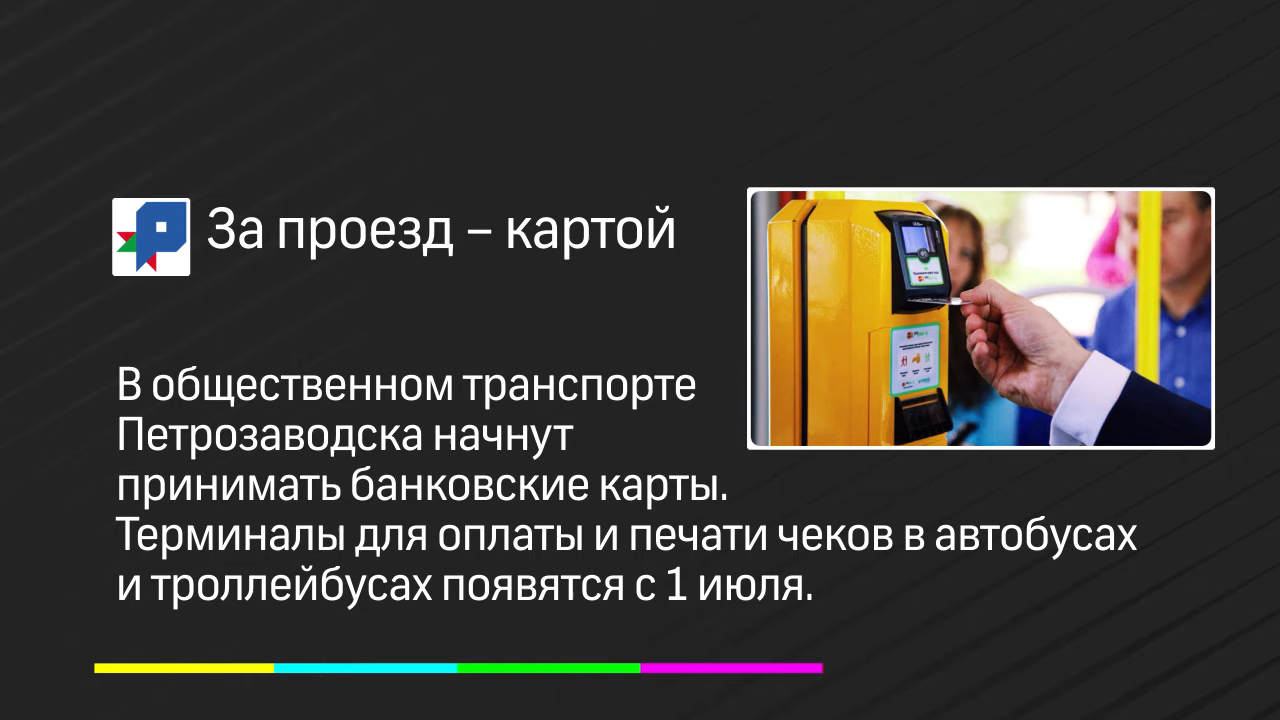 За проезд – картой
В общественном транспорте
Петрозаводска начнут
принимать банковские карты.
Терминалы для оплаты и печати чеков в автобусах
и троллейбусах появятся с 1 июля.